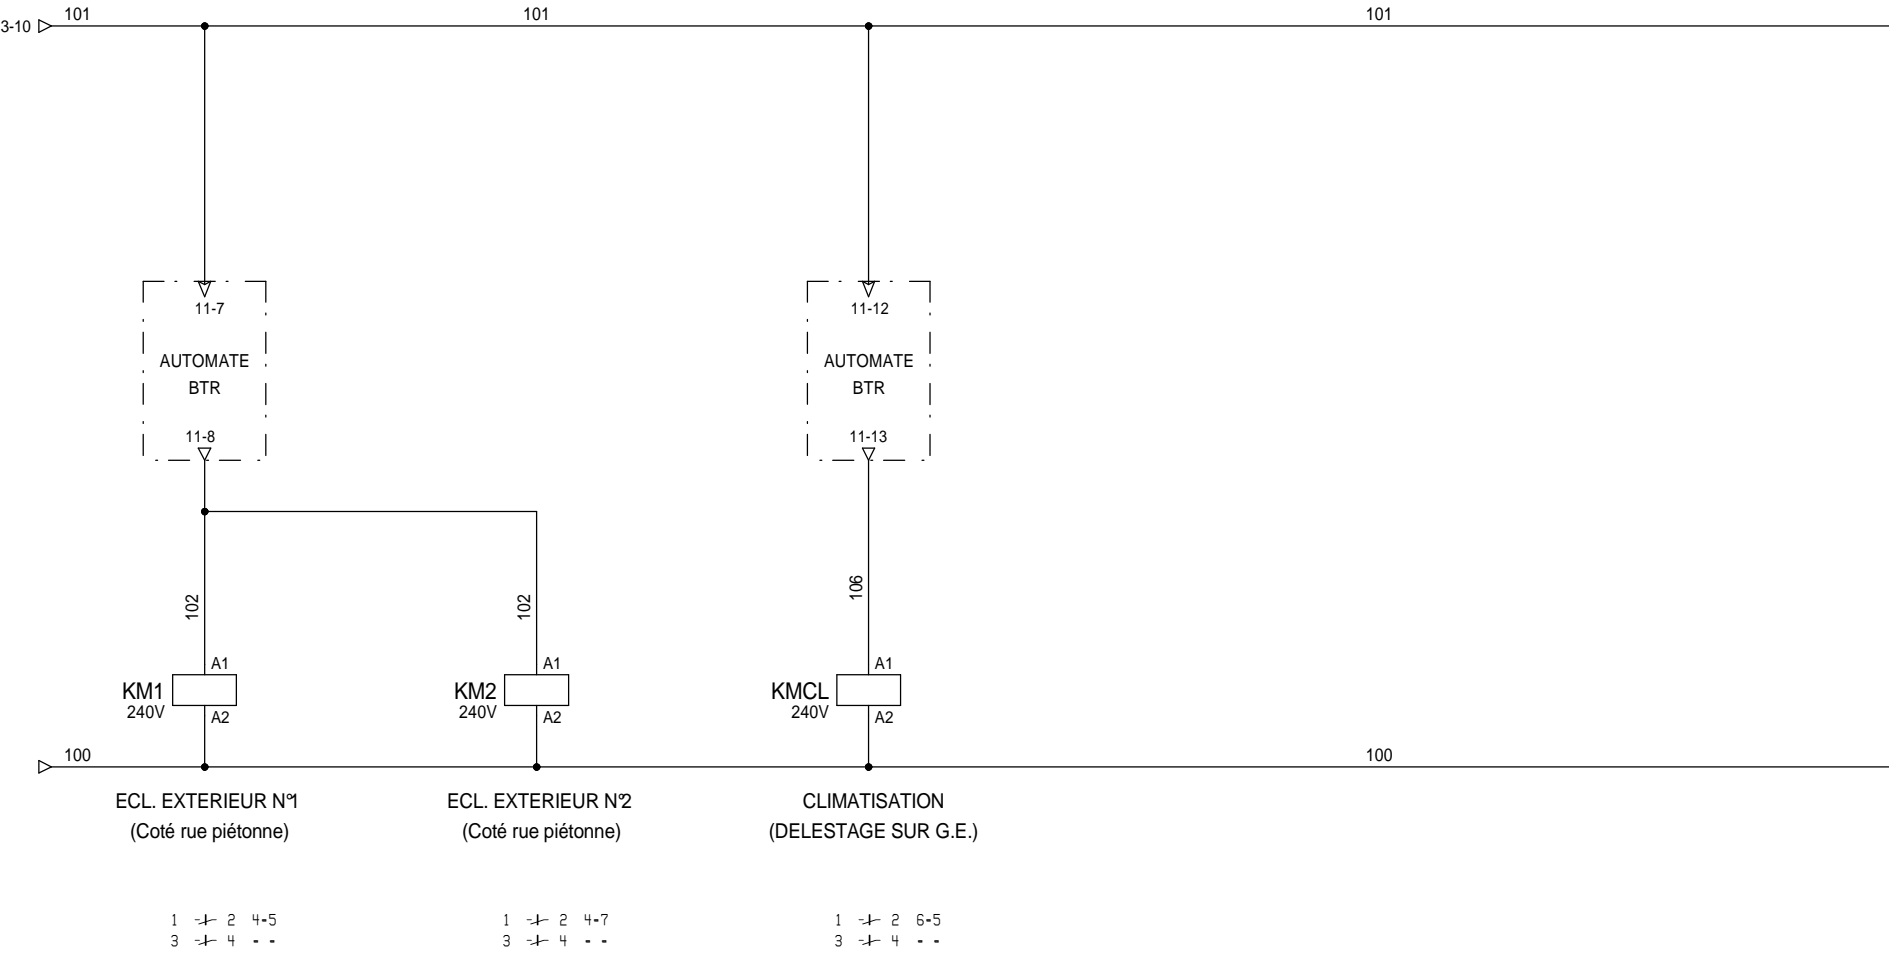 101 101 101
3-10
11-7 11-12
AUTOMATE AUTOMATE
BTR BTR
11-8 11-13
102 102 106
A1 A1 A1
KM1 KM2 KMCL
240V 240V 240V
A2 A2 A2
100 100
ECL. EXTERIEUR N°1 ECL. EXTERIEUR N°2 CLIMATISATION
(Coté rue piétonne) (Coté rue piétonne) (DELESTAGE SUR G.E.)
1 2 4-5 1 2 4-7 1 2 6-5
3 4 - - 3 4 - - 3 4 - -